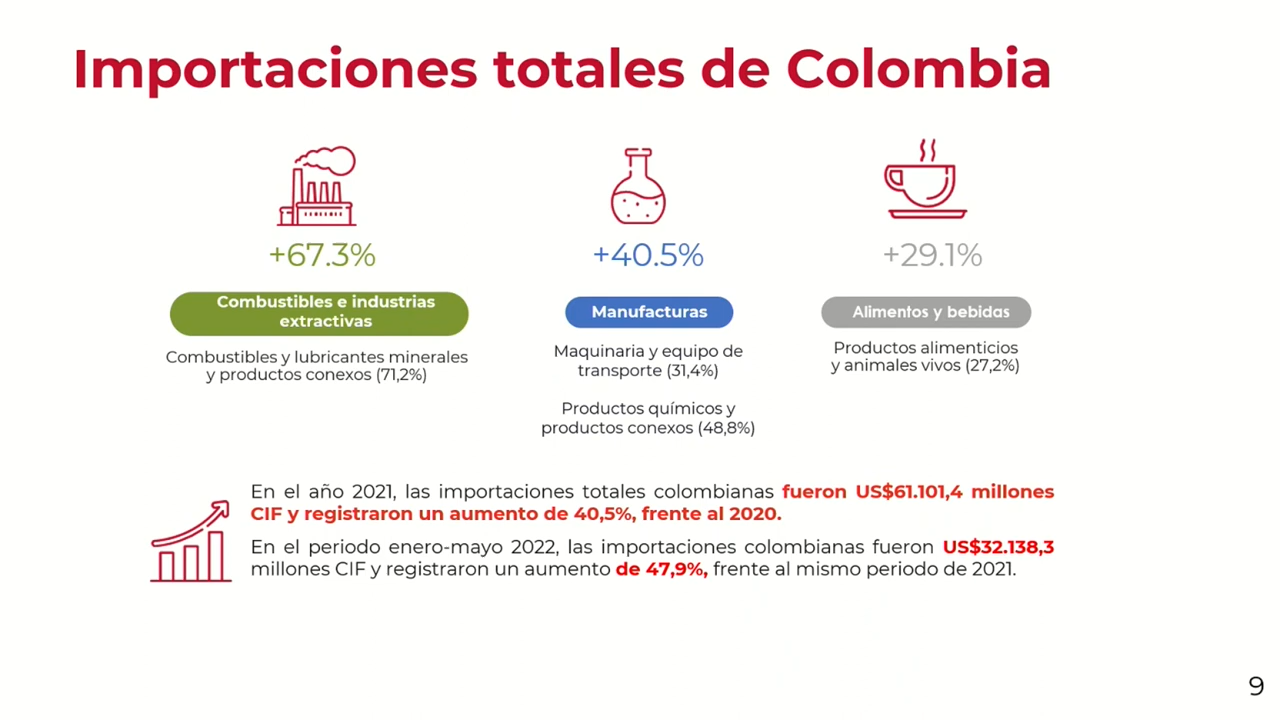 Importaciones totales de Colombia
+67.3%
Combustibles e industrias
extractivas
Combustibles y lubricantes minerales
y productos conexos (71,2%)
+40.5%
Manufacturas
Maquinaria y equipo de
transporte (31,4%)
Productos químicos y
productos conexos (48,8%)
+29.1%
Alimentos y bebidas
Productos alimenticios
y animales vivos (27,2%)
En el año 2021, las importaciones totales colombianas fueron US$61.101,4 millones
CIF y registraron un aumento de 40,5%, frente al 2020.
En el periodo enero-mayo 2022, las importaciones colombianas fueron US$32.138,3
millones CIF y registraron un aumento de 47,9%, frente al mismo periodo de 2021.
9